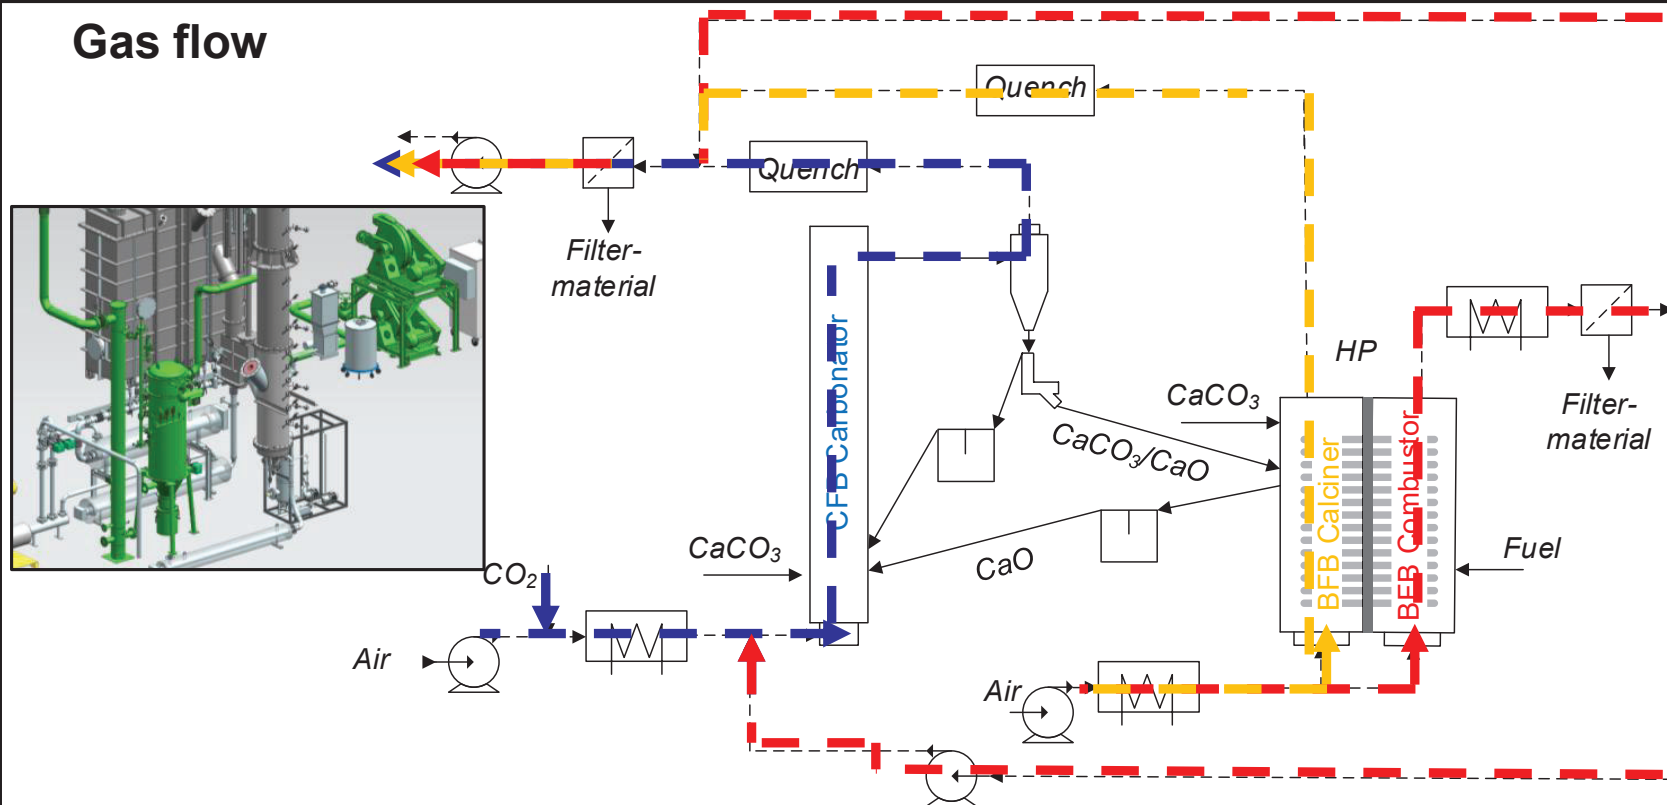 Gas flow
Quench
Quench
Filter-
material
HP
CaCO3
Filter-
material
CFB Carbonator
CaCO3/CaO
BFB Calciner
BFB Combustor
CaCO3
CaO
Fuel
CO2
Air
Air